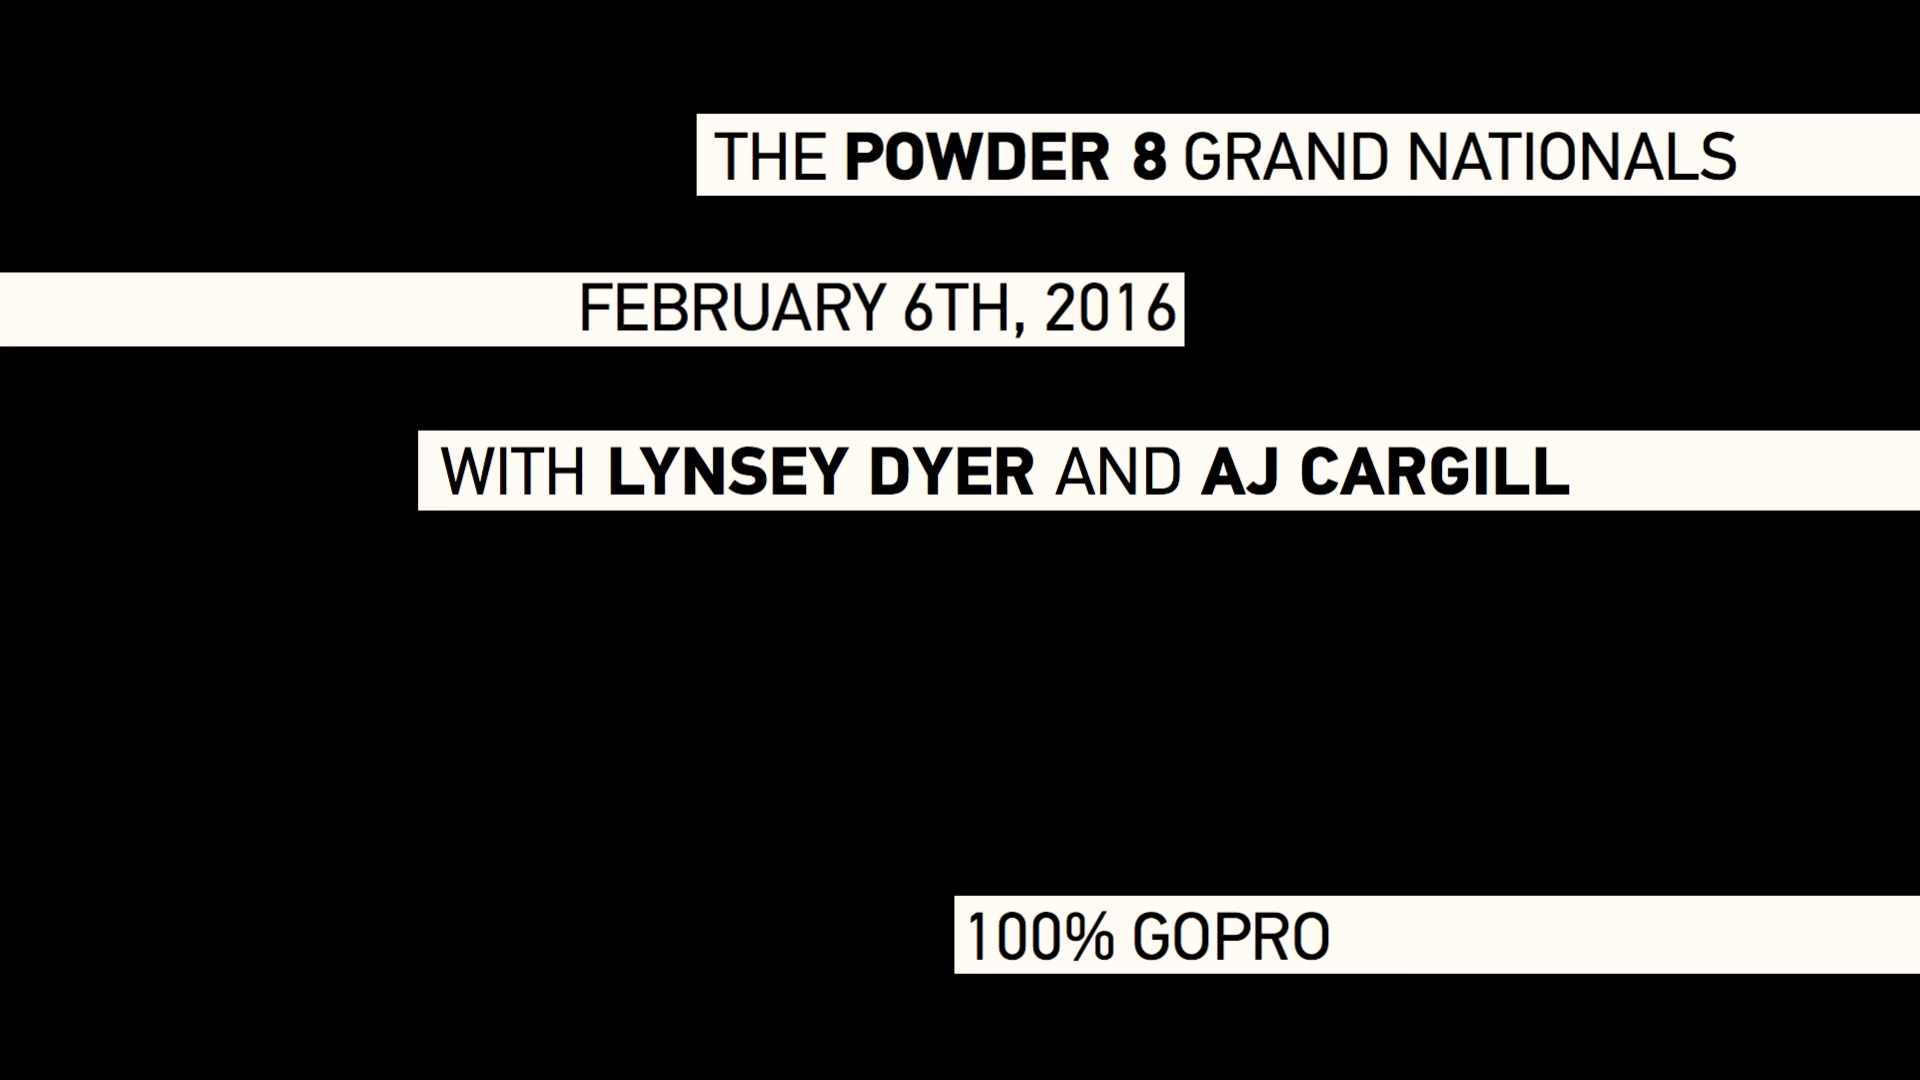 THE POWDER 8 GRAND NATIONALS
FEBRUARY 6TH, 2016
WITH LYNSEY DYER AND AJ CARGILL
100% GOPRO